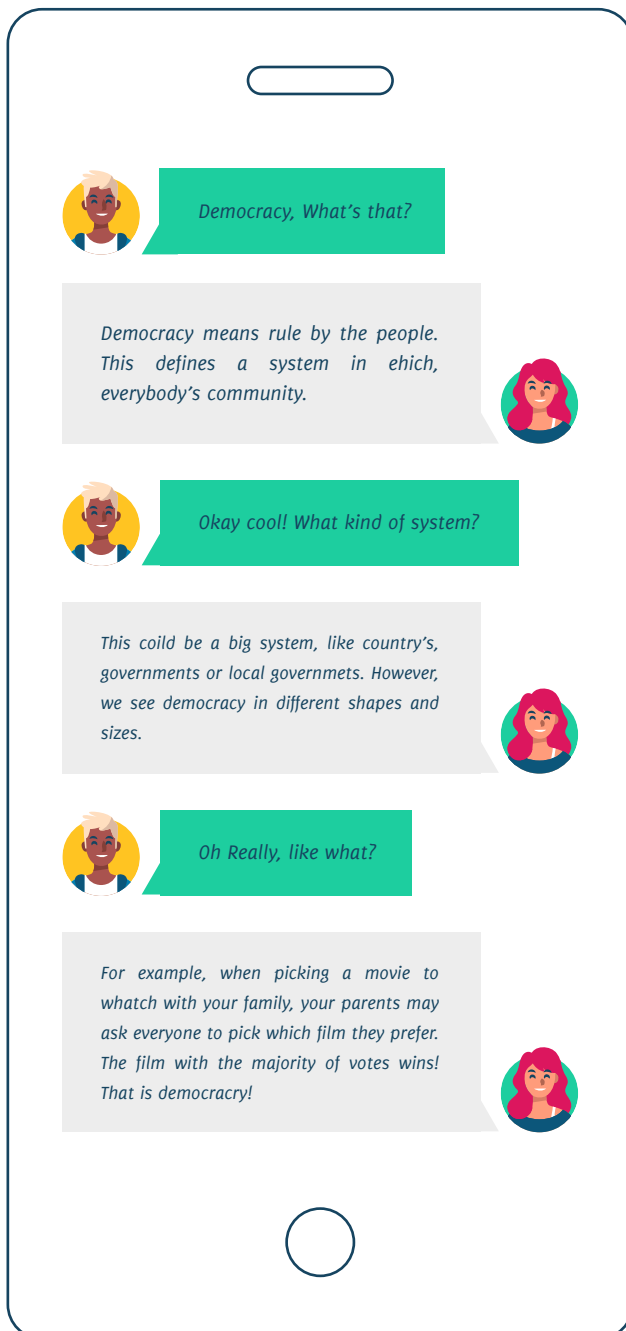 Democracy, What's that?
Democracy means rule by the people.
This defines a system in ehich,
everybody's community.
Okay cool! What kind of system?
This coild be a big system, like country's,
governments or local governmets. However,
we see democracy in different shapes and
sizes.
Oh Really, like what?
For example, when picking a movie to
whatch with your family, your parents may
ask everyone to pick which film they prefer.
The film with the majority of votes wins!
That is democracry!